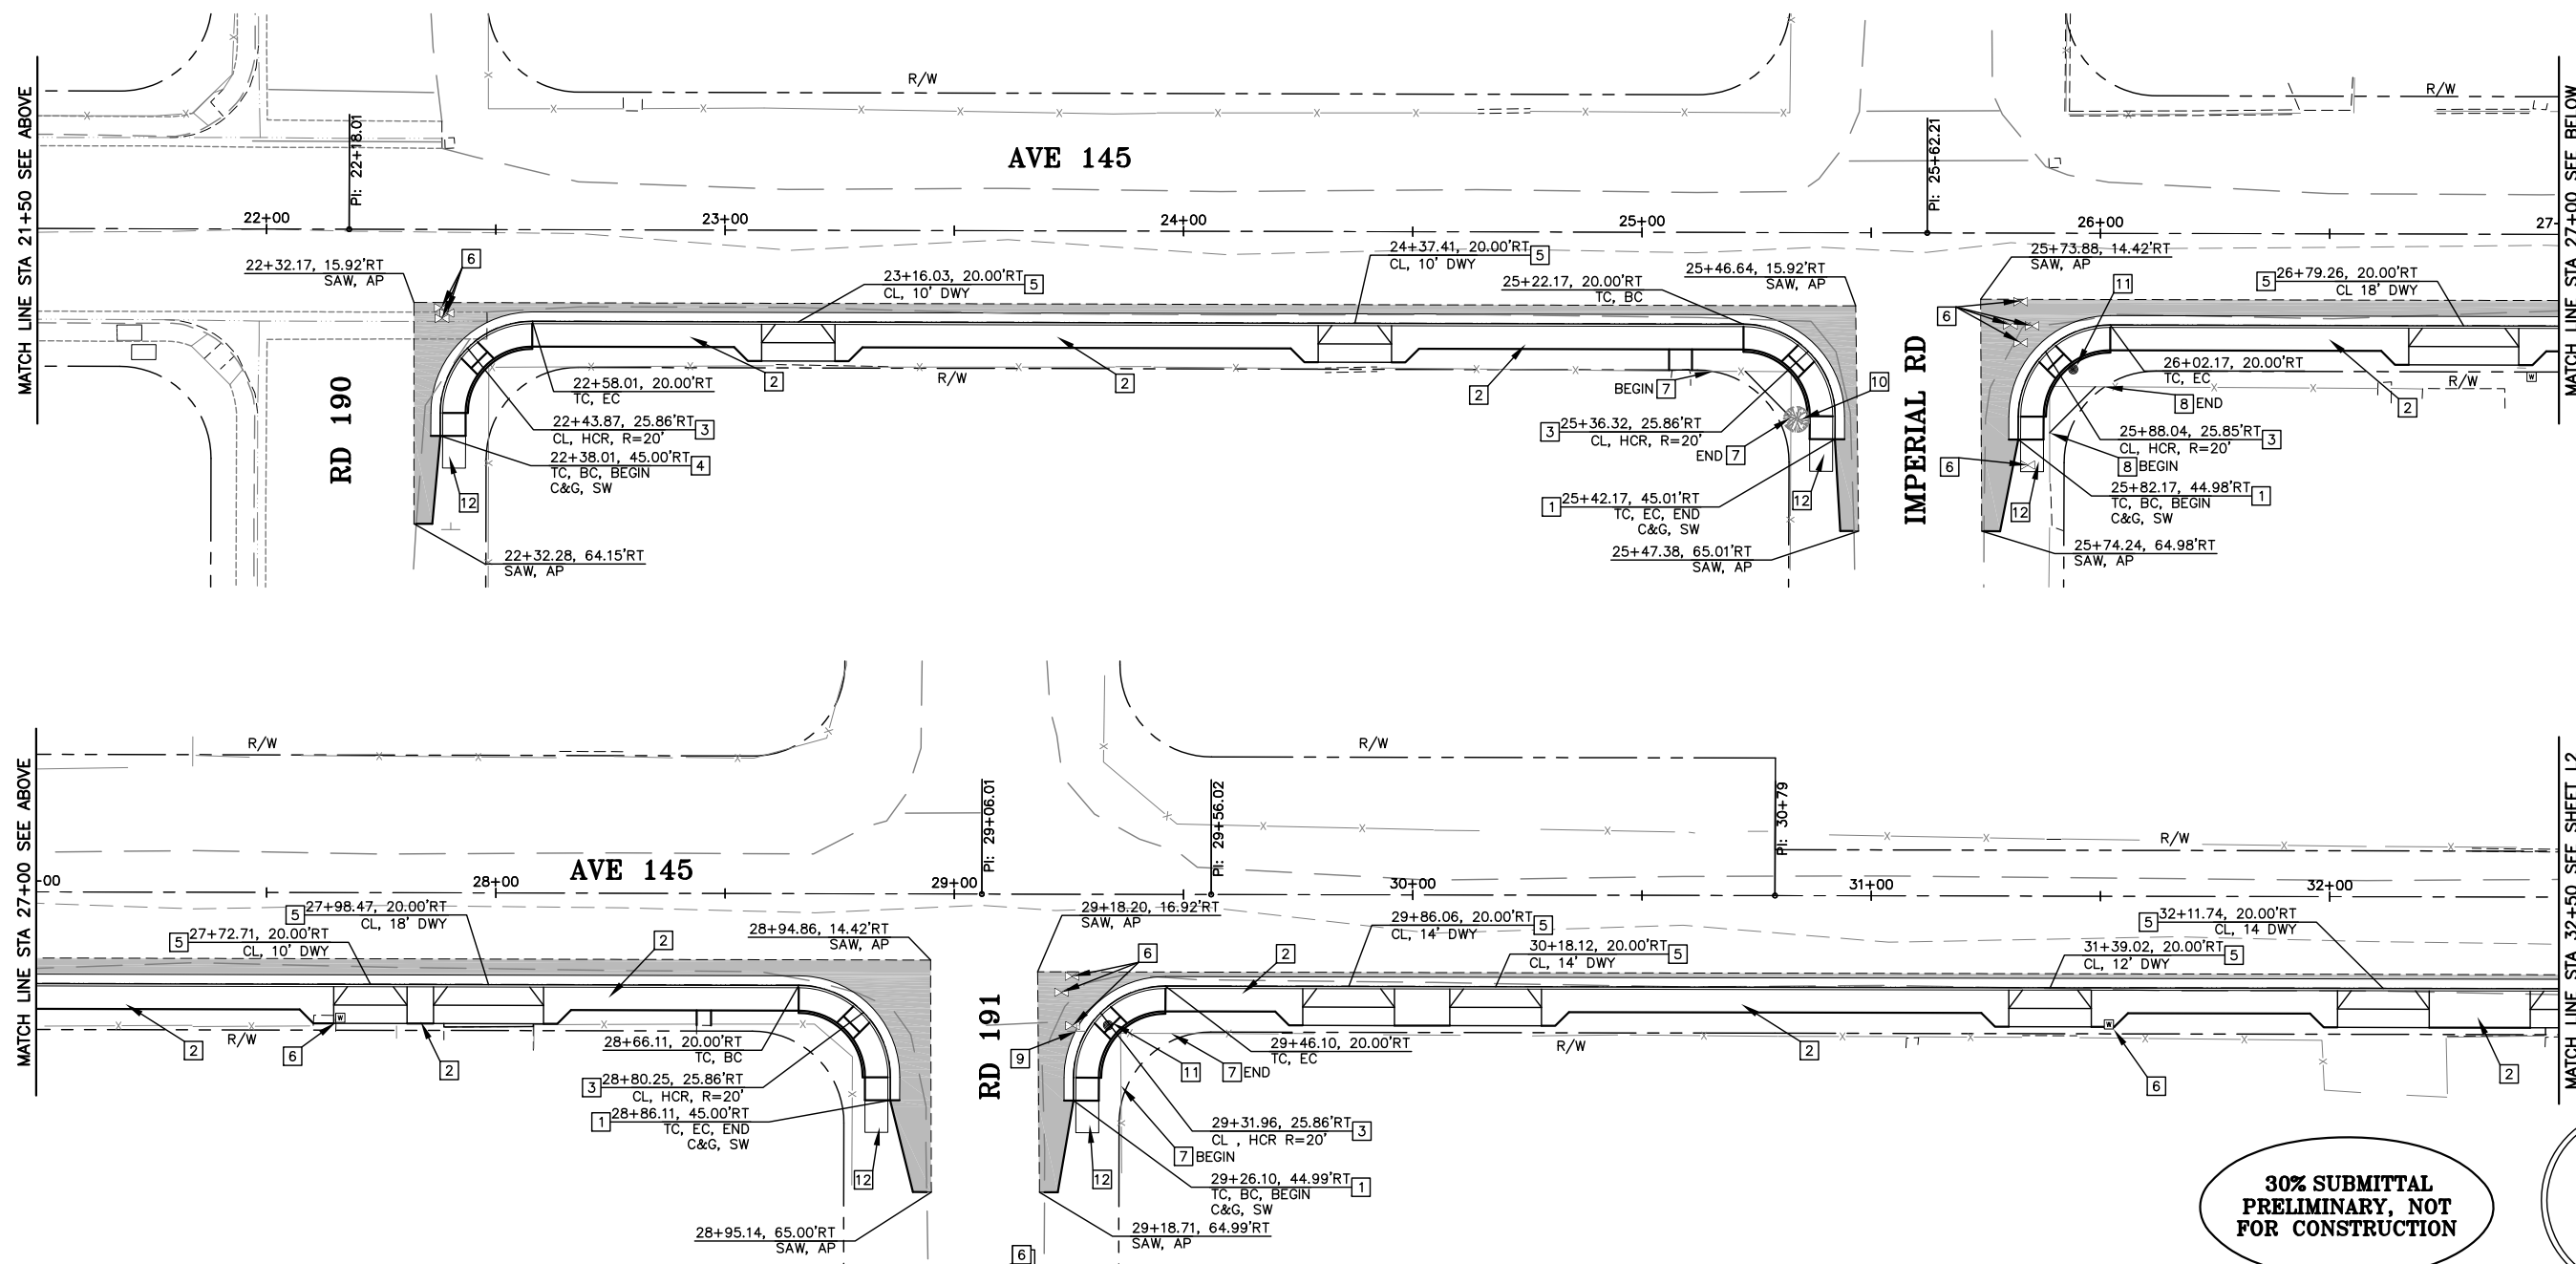 MATCH LINE STA 21+50 SEE ABOVE
R/W
R/W
AVE 145
PI: 22+18.01
PI: 25+62.21
MATCH LINE STA 27+00 SEE BELOW
22+00
23+00
24+00
25+00
26+00
27-
22+32.17, 15.92'RT
SAW, AP
6
23+16.03, 20.00'RT 5
CL, 10' DWY
24+37.41, 20.00'RT 5
CL, 10' DWY
25+22.17, 20.00'RT
TC, BC
25+46.64, 15.92'RT
SAW, AP
25+73.88, 14.42'RT
SAW, AP
11
5 26+79.26, 20.00'RT
CL 18' DWY
6
RD 190
22+58.01, 20.00'RT
TC, EC
2
R/W
2
2
BEGIN 7
10
IMPERIAL RD
26+02.17, 20.00'RT
TC, EC
R/W
8 END
2
22+43.87, 25.86'RT 3
CL, HCR, R=20'
22+38.01, 45.00'RT 4
TC, BC, BEGIN
C&G, SW
12
3 25+36.32, 25.86'RT
CL, HCR, R=20'
END 7
25+88.04, 25.85'RT 3
CL, HCR, R=20'
6
8 BEGIN
1 25+42.17, 45.01'RT
TC, EC, END
C&G, SW
12
12
25+82.17, 44.98'RT 1
TC, BC, BEGIN
C&G, SW
22+32.28, 64.15'RT
SAW, AP
25+47.38, 65.01'RT
SAW, AP
25+74.24, 64.98'RT
SAW, AP
MATCH LINE STA 27+00 SEE ABOVE
R/W
R/W
PI: 29+06.01
PI: 29+56.02
PI: 30+79
R/W
MATCH LINE STA 32+50 SEE SHEET L2
AVE 145
-00
28+00
29+00
30+00
31+00
32+00
5 27+98.47, 20.00'RT
CL, 18' DWY
5 27+72.71, 20.00'RT
CL, 10' DWY
2
28+94.86, 14.42'RT
SAW, AP
29+18.20, 16.92'RT
SAW, AP
6
2
29+86.06, 20.00'RT 5
CL, 14' DWY
30+18.12, 20.00'RT 5
CL, 14' DWY
5 32+11.74, 20.00'RT
CL, 14 DWY
31+39.02, 20.00'RT 5
CL, 12' DWY
W
W
W
2
R/W
6
2
28+66.11, 20.00'RT
TC, BC
RD 191
9
11
7 END
29+46.10, 20.00'RT
TC, EC
R/W
2
6
2
3 28+80.25, 25.86'RT
CL, HCR, R=20'
1 28+86.11, 45.00'RT
TC, EC, END
C&G, SW
12
12
29+31.96, 25.86'RT 3
CL , HCR R=20'
7 BEGIN
29+26.10, 44.99'RT 1
TC, BC, BEGIN
C&G, SW
28+95.14, 65.00'RT
SAW, AP
29+18.71, 64.99'RT
SAW, AP
6
30% SUBMITTAL
PRELIMINARY, NOT
FOR CONSTRUCTION